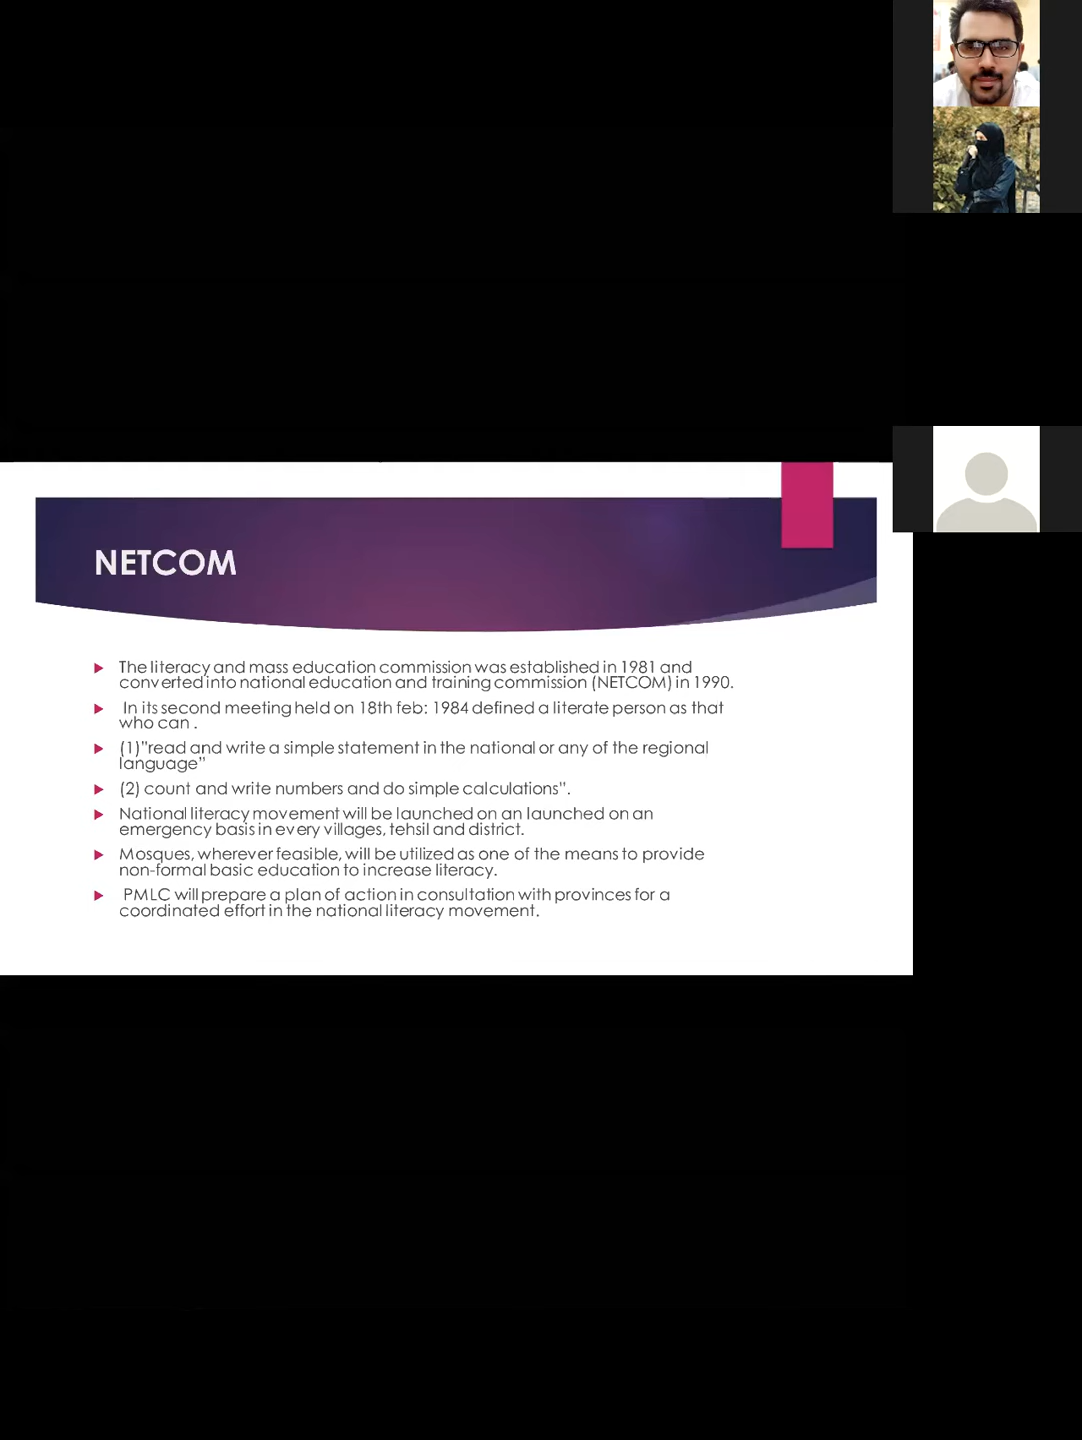 NETCOM
The literacy and mass education commission was established in 1981 and
converted into national education and training commission (NETCOM) in 1990.
In its second meeting held on 18th feb: 1984 defined a literate person as that
who can .
(1)”read and write a simple statement in the national or any of the regional
language”
(2) count and write numbers and do simple calculations”.
National literacy movement will be launched on an launched on an
emergency basis in every villages, tehsil and district.
Mosques, wherever feasible, will be utilized as one of the means to provide
non-formal basic education to increase literacy.
PMLC will prepare a plan of action in consultation with provinces for a
coordinated effort in the national literacy movement.